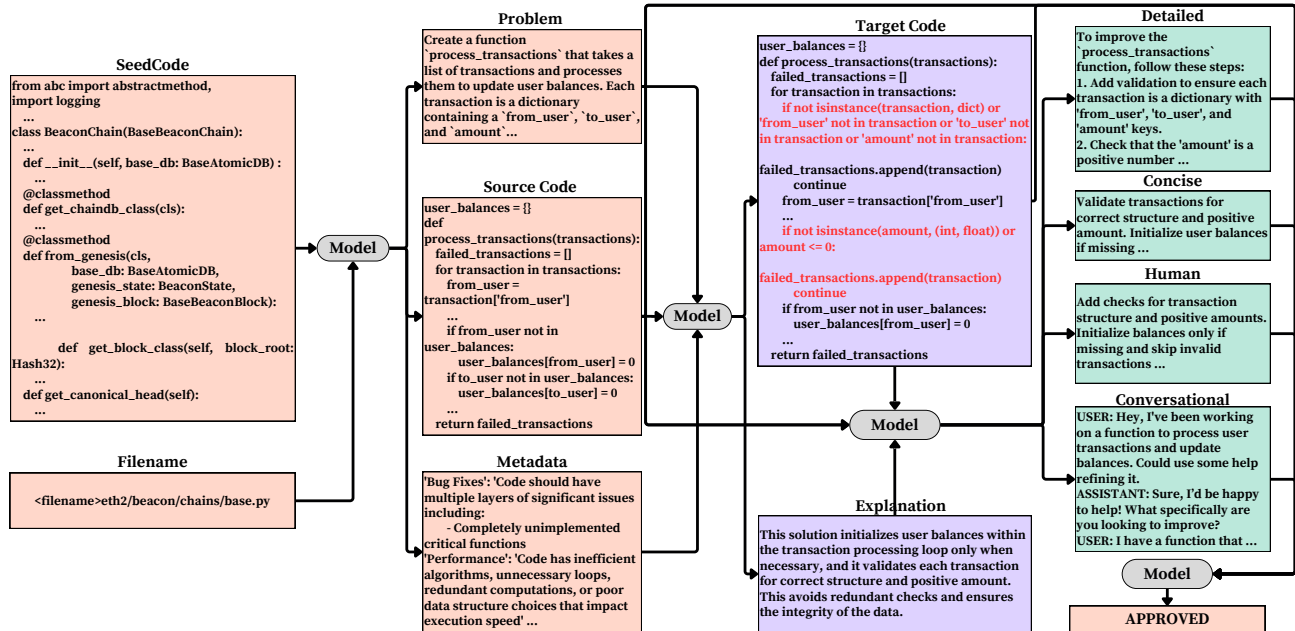 SeedCode
from abc import abstractmethod,
import logging
...
class BeaconChain(BaseBeaconChain):
...
def __init__(self, base_db: BaseAtomicDB) :
...
@classmethod
def get_chaindb_class(cls):
...
@classmethod
def from_genesis(cls,
base_db: BaseAtomicDB,
genesis_state: BeaconState,
genesis_block: BaseBeaconBlock):
...
def get_block_class(self, block_root:
Hash32):
...
def get_canonical_head(self):
...
Filename
<filename>eth2/beacon/chains/base.py
Model
Problem
Create a function
`process_transactions` that takes a
list of transactions and processes
them to update user balances. Each
transaction is a dictionary
containing a `from_user`, `to_user`,
and `amount`...
Source Code
user_balances = {}
def
process_transactions(transactions):
failed_transactions = []
for transaction in transactions:
from_user =
transaction['from_user']
...
if from_user not in
user_balances:
user_balances[from_user] = 0
if to_user not in user_balances:
user_balances[to_user] = 0
...
return failed_transactions
Metadata
'Bug Fixes': 'Code should have
multiple layers of significant issues
including:
- Completely unimplemented
critical functions
'Performance': 'Code has inefficient
algorithms, unnecessary loops,
redundant computations, or poor
data structure choices that impact
execution speed' ...
Model
Target Code
user_balances = {}
def process_transactions(transactions):
failed_transactions = []
for transaction in transactions:
if not isinstance(transaction, dict) or
'from_user' not in transaction or 'to_user' not
in transaction or 'amount' not in transaction:
failed_transactions.append(transaction)
continue
from_user = transaction['from_user']
...
if not isinstance(amount, (int, float)) or
amount <= 0:
failed_transactions.append(transaction)
continue
if from_user not in user_balances:
user_balances[from_user] = 0
...
return failed_transactions
Model
Explanation
This solution initializes user balances
within the transaction processing loop only when
necessary, and it validates each transaction
for correct structure and positive amount.
This avoids redundant checks and ensures
the integrity of the data.
Detailed
To improve the
`process_transactions`
function, follow these steps:
1. Add validation to ensure each
transaction is a dictionary with
'from_user', 'to_user', and
'amount' keys.
2. Check that the 'amount' is a
positive number ...
Concise
Validate transactions for
correct structure and positive
amount. Initialize user balances
if missing ...
Human
Add checks for transaction
structure and positive amounts.
Initialize balances only if
missing and skip invalid
transactions ...
Conversational
USER: Hey, I've been working
on a function to process user
transactions and update
balances. Could use some help
refining it.
ASSISTANT: Sure, I'd be happy
to help! What specifically are
you looking to improve?
USER: I have a function that ...
Model
APPROVED